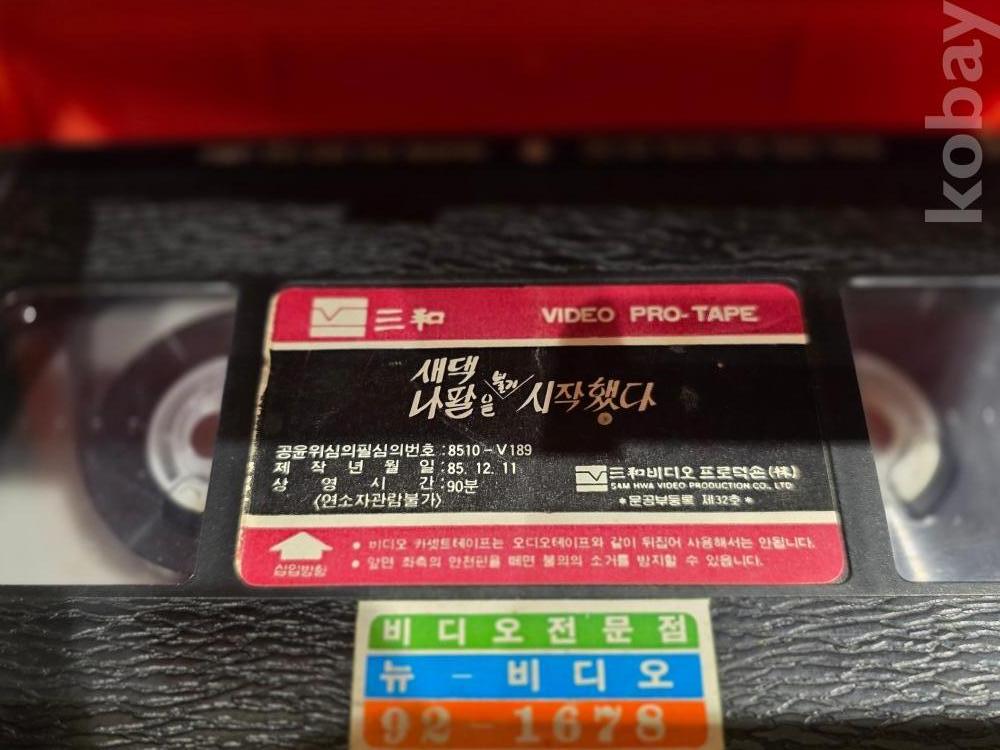 kobay
三和 VIDEO PRO-TAPE
새댁
나팔을 불기 시작했다
공윤위심의필심의번호 : 8510-V189
제작년월일 : 85. 12. 11
상영시간 : 90분
〈연소자관람불가〉
三和비디오프로덕숀(株)
SAM HWA VIDEO PRODUCTION CO., LTD.
*문공부등록 제32호*
삽입방향
● 비디오 카셋트테이프는 오디오테이프와 같이 뒤집어 사용해서는 안됩니다.
● 앞면 좌측의 안전핀을 떼면 불의의 소거를 방지할 수 있읍니다.
비디오전문점
뉴-비디오
92-1678